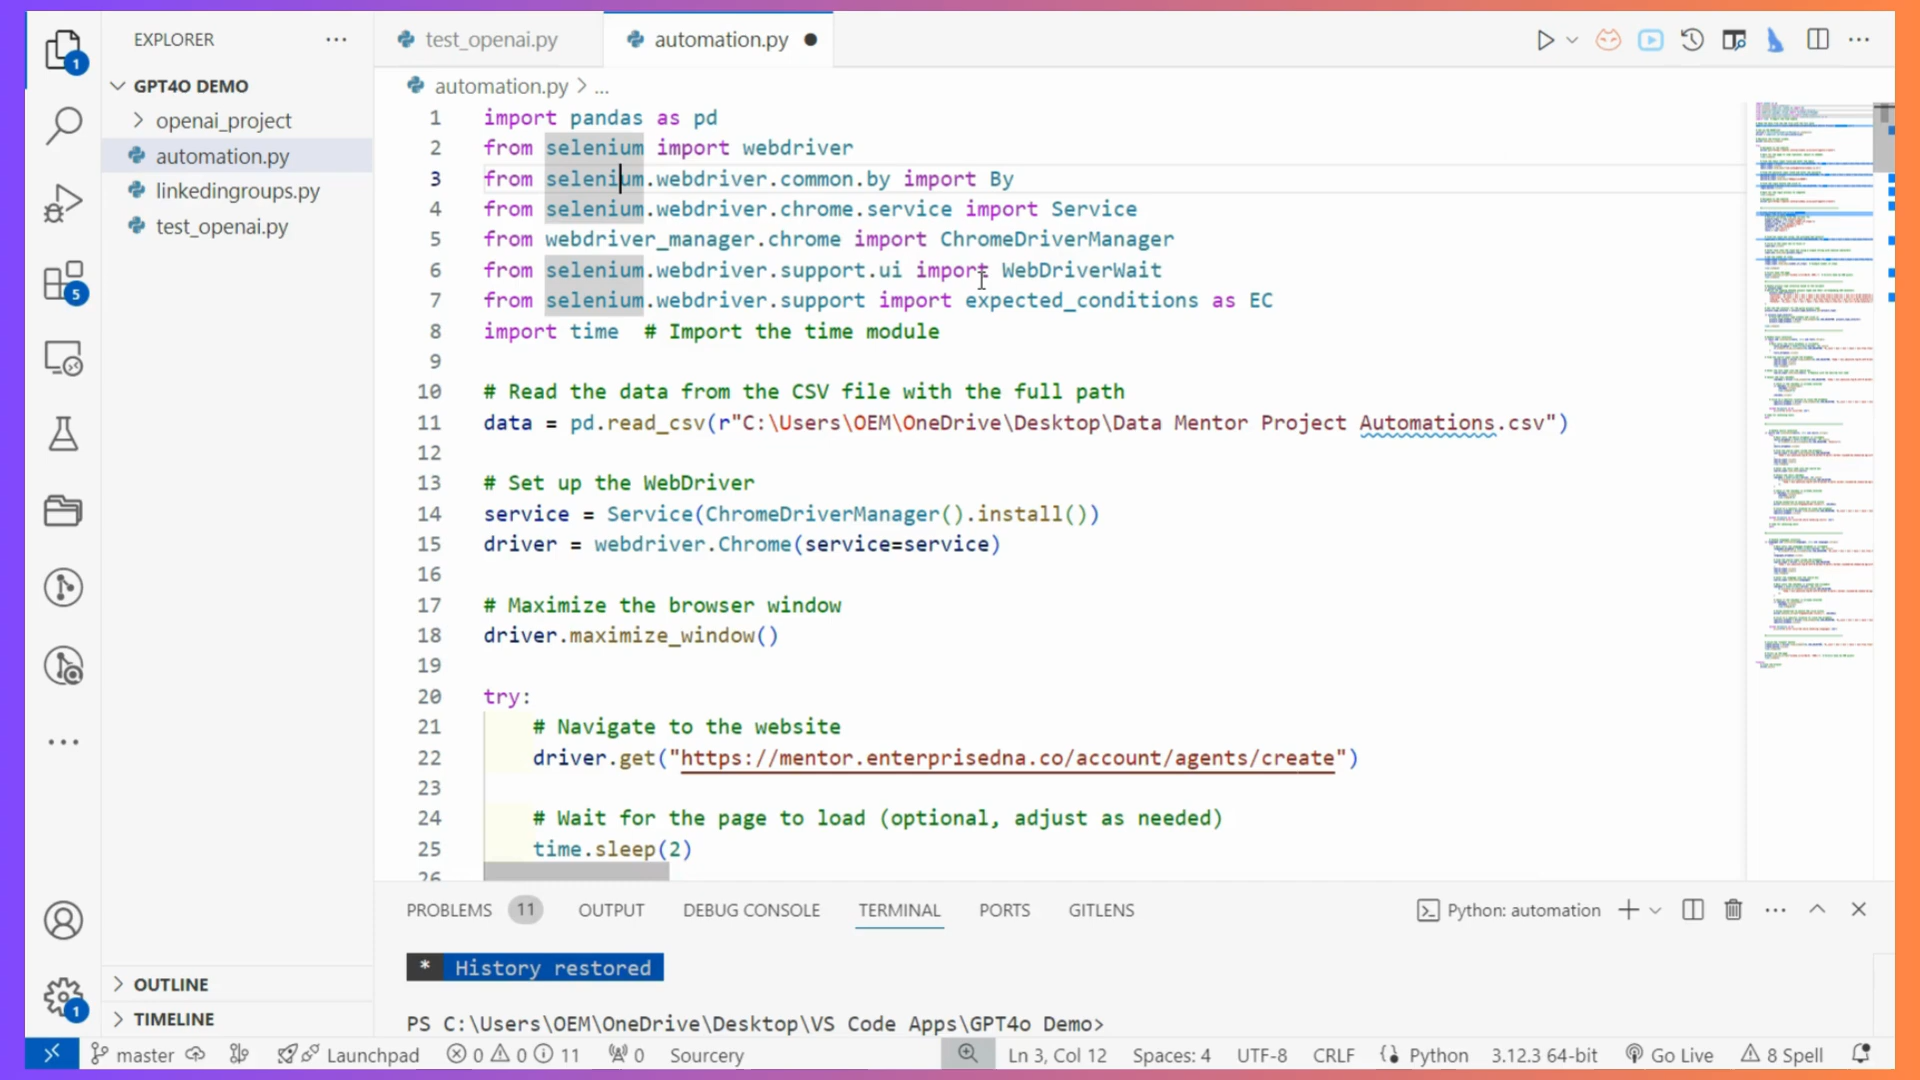 EXPLORER
GPT4O DEMO
openai_project
automation.py
linkedingroups.py
test_openai.py
OUTLINE
TIMELINE
1
5
1
test_openai.py
automation.py
automation.py > ...
1 import pandas as pd
2 from selenium import webdriver
3 from selenium.webdriver.common.by import By
4 from selenium.webdriver.chrome.service import Service
5 from webdriver_manager.chrome import ChromeDriverManager
6 from selenium.webdriver.support.ui import WebDriverWait
7 from selenium.webdriver.support import expected_conditions as EC
8 import time  # Import the time module
9
10 # Read the data from the CSV file with the full path
11 data = pd.read_csv(r"C:\Users\OEM\OneDrive\Desktop\Data Mentor Project Automations.csv")
12
13 # Set up the WebDriver
14 service = Service(ChromeDriverManager().install())
15 driver = webdriver.Chrome(service=service)
16
17 # Maximize the browser window
18 driver.maximize_window()
19
20 try:
21     # Navigate to the website
22     driver.get("https://mentor.enterprisedna.co/account/agents/create")
23
24     # Wait for the page to load (optional, adjust as needed)
25     time.sleep(2)
26
PROBLEMS 11 OUTPUT DEBUG CONSOLE TERMINAL PORTS GITLENS Python: automation
* History restored
PS C:\Users\OEM\OneDrive\Desktop\VS Code Apps\GPT4o Demo>
master Launchpad 0 0 11 0 Sourcery Ln 3, Col 12 Spaces: 4 UTF-8 CRLF Python 3.12.3 64-bit Go Live 8 Spell